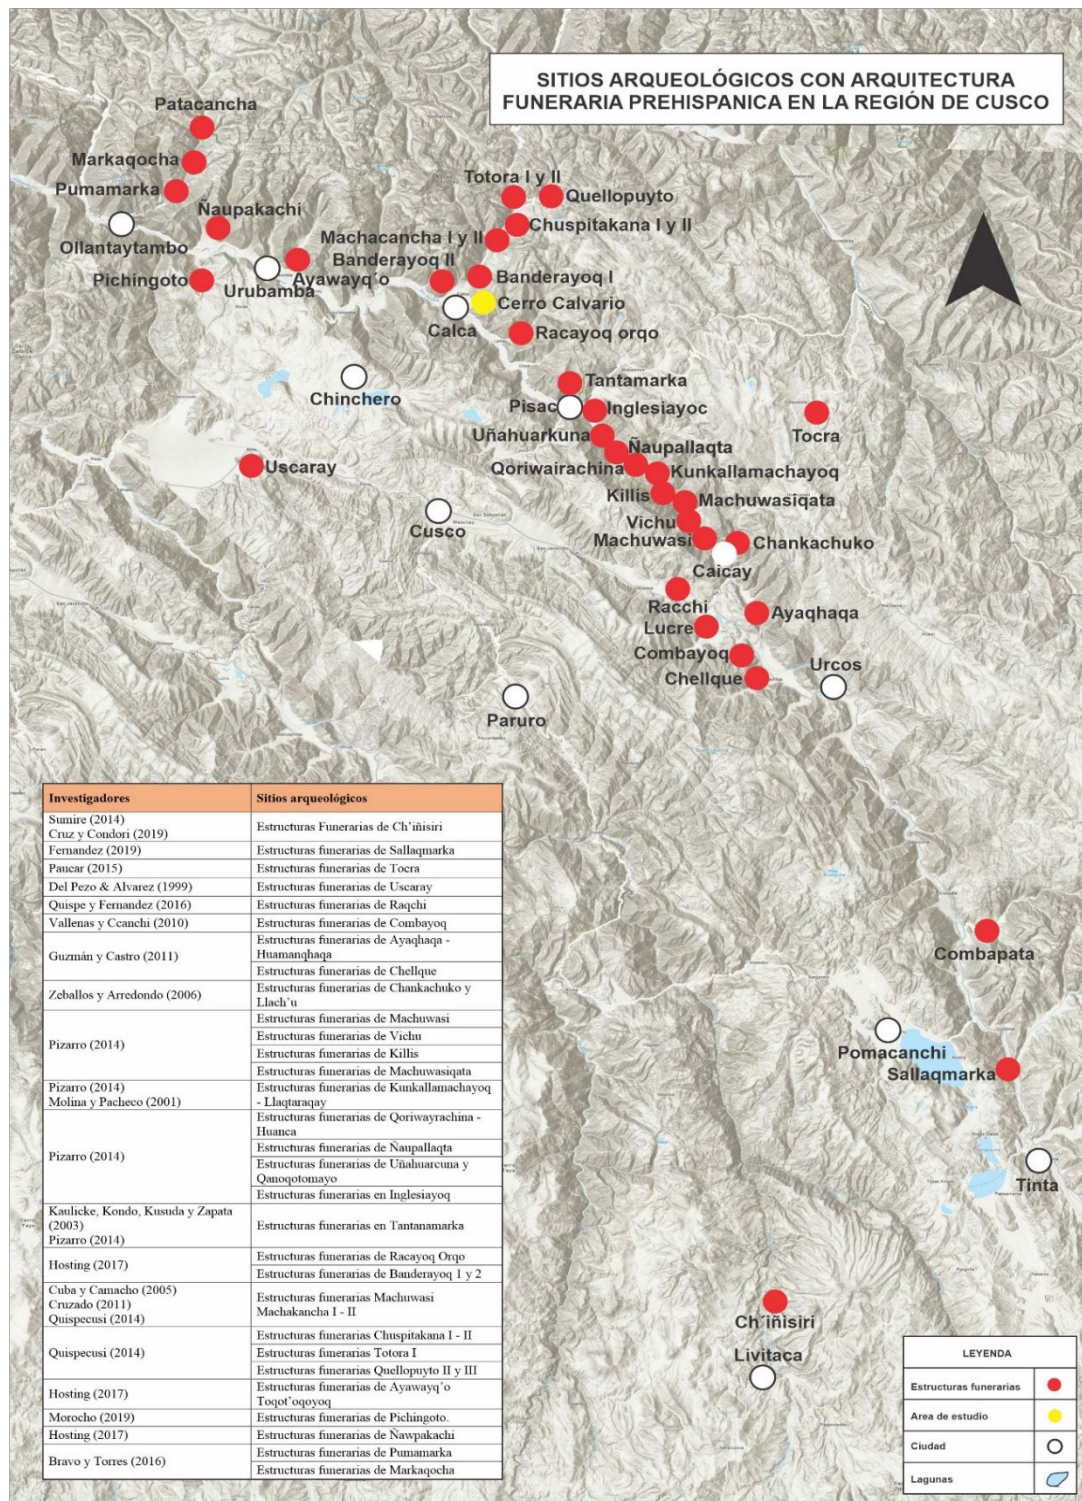 SITIOS ARQUEOLÓGICOS CON ARQUITECTURA
FUNERARIA PREHISPANICA EN LA REGIÓN DE CUSCO
Patacancha
Markaqocha
Pumamarka
Ñaupakachi
Ollantaytambo
Pichingoto
Urubamba
Ayawayq´o
Totora I y II
Quellopuyto
Chuspitakana I y II
Machacancha I y II
Banderayoq II
Banderayoq I
Cerro Calvario
Calca
Racayoq orqo
Chinchero
Tantamarka
Pisac
Inglesiayoc
Uñahuarkuna
Ñaupallaqta
Tocra
Qoriwairachina
Kunkallamachayoq
Uscaray
Killis
Machuwasiqata
Cusco
Vichu
Machuwasi
Chankachuko
Caicay
Racchi
Ayaqhaqa
Lucre
Combayoq
Urcos
Chellque
Paruro
Combapata
Pomacanchi
Sallaqmarka
Tinta
Ch´iñisiri
Livitaca
Investigadores Sitios arqueológicos
Sumire (2014)
Cruz y Condori (2019)
Estructuras Funerarias de Ch’iñisiri
Fernandez (2019) Estructuras funerarias de Sallaqmarka
Paucar (2015) Estructuras funerarias de Tocra
Del Pezo & Alvarez (1999) Estructuras funerarias de Uscaray
Quispe y Fernandez (2016) Estructuras funerarias de Raqchi
Vallenas y Ccanchi (2010) Estructuras funerarias de Combayoq
Guzmán y Castro (2011)
Estructuras funerarias de Ayaqhaqa -
Huamanqhaqa
Estructuras funerarias de Chellque
Zeballos y Arredondo (2006)
Estructuras funerarias de Chankachuko y
Llach’u
Pizarro (2014)
Estructuras funerarias de Machuwasi
Estructuras funerarias de Vichu
Estructuras funerarias de Killis
Estructuras funerarias de Machuwasiqata
Pizarro (2014)
Molina y Pacheco (2001)
Estructuras funerarias de Kunkallamachayoq
- Llaqtaraqay
Pizarro (2014)
Estructuras funerarias de Qoriwayrachina -
Huanca
Estructuras funerarias de Ñaupallaqta
Estructuras funerarias de Uñahuarcuna y
Qanoqotomayo
Estructuras funerarias en Inglesiayoq
Kaulicke, Kondo, Kusuda y Zapata
(2003)
Pizarro (2014)
Estructuras funerarias en Tantanamarka
Hosting (2017)
Estructuras funerarias de Racayoq Orqo
Estructuras funerarias de Banderayoq 1 y 2
Cuba y Camacho (2005)
Cruzado (2011)
Quispecusi (2014)
Estructuras funerarias Machuwasi
Machakancha I - II
Quispecusi (2014)
Estructuras funerarias Chuspitakana I - II
Estructuras funerarias Totora I
Estructuras funerarias Quellopuyto II y III
Hosting (2017)
Estructuras funerarias de Ayawayq’o
Toqot’oqoyoq
Morocho (2019) Estructuras funerarias de Pichingoto.
Hosting (2017) Estructuras funerarias de Ñawpakachi
Bravo y Torres (2016)
Estructuras funerarias de Pumamarka
Estructuras funerarias de Markaqocha
LEYENDA
Estructuras funerarias
Area de estudio
Ciudad
Lagunas